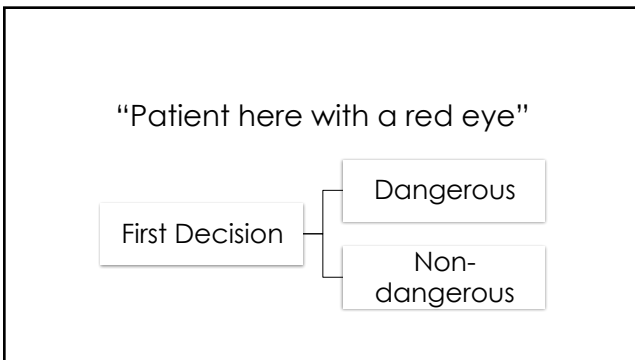 “Patient here with a red eye”
First Decision
Dangerous
Non-
dangerous